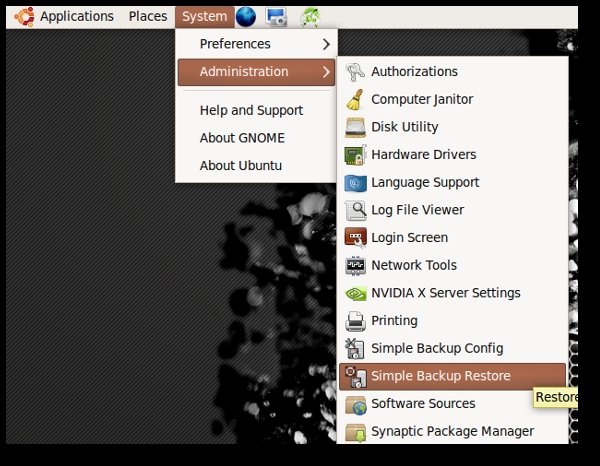 Applications Places System
Preferences
Administration
Help and Support
About GNOME
About Ubuntu
Authorizations
Computer Janitor
Disk Utility
Hardware Drivers
Language Support
Log File Viewer
Login Screen
Network Tools
NVIDIA X Server Settings
Printing
Simple Backup Config
Simple Backup Restore
Restore
Software Sources
Synaptic Package Manager